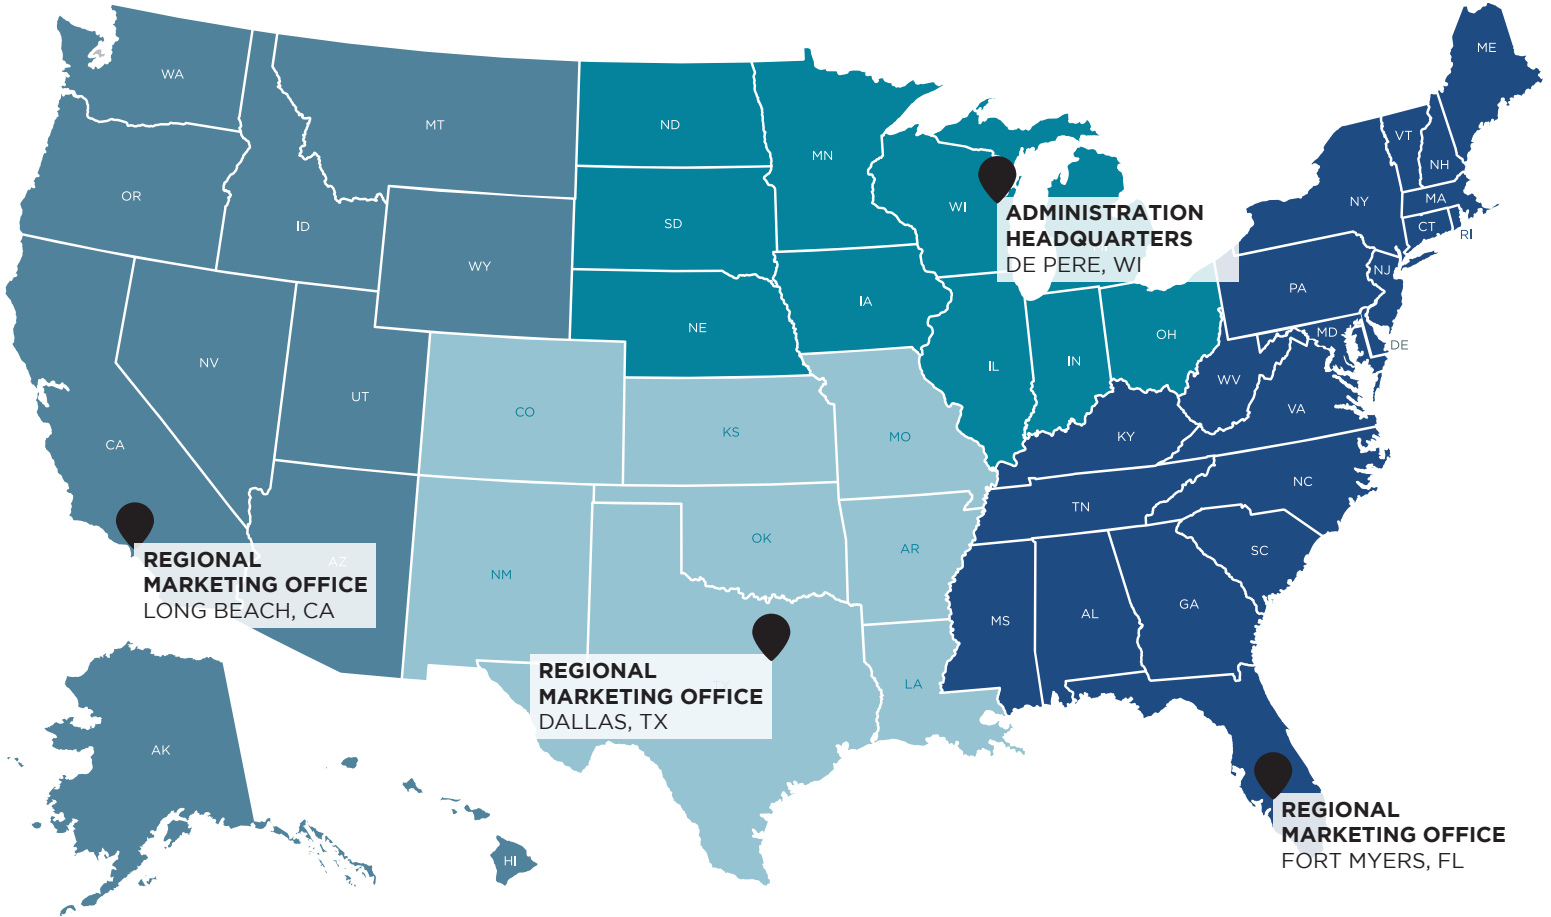 ME
WA
MT
ND
MN
VT
NH
OR
ID
SD
WI
NY
MA
CT
RI
ADMINISTRATION
HEADQUARTERS
DE PERE, WI
WY
NE
IA
PA
NJ
NV
UT
CO
KS
MO
IL
IN
OH
MD
DE
WV
VA
CA
KY
NC
TN
OK
AR
SC
NM
AZ
REGIONAL
MARKETING OFFICE
LONG BEACH, CA
MS
AL
GA
REGIONAL
MARKETING OFFICE
DALLAS, TX
TX
LA
AK
HI
REGIONAL
MARKETING OFFICE
FORT MYERS, FL